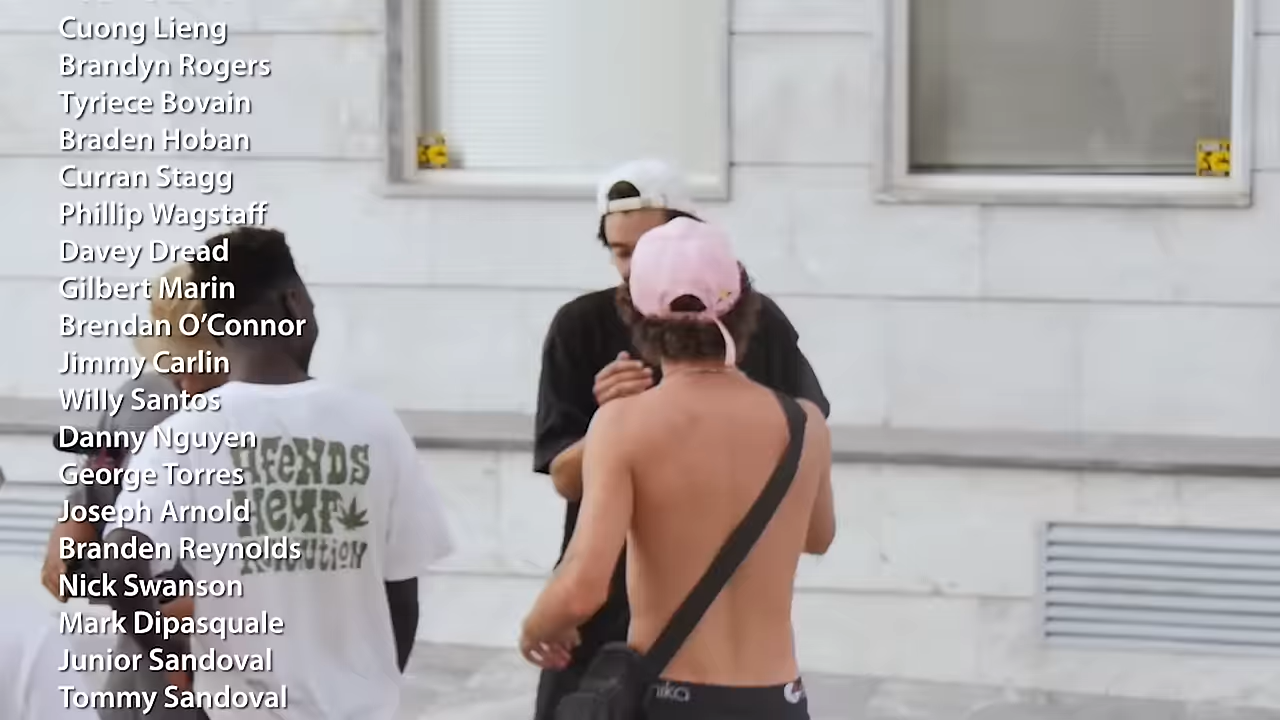 Cuong Lieng
Brandyn Rogers
Tyriece Bovain
Braden Hoban
Curran Stagg
Phillip Wagstaff
Davey Dread
Gilbert Marin
Brendan O’Connor
Jimmy Carlin
Willy Santos
Danny Nguyen
George Torres
Joseph Arnold
Branden Reynolds
Nick Swanson
Mark Dipasquale
Junior Sandoval
Tommy Sandoval
AFENDS
HEMP